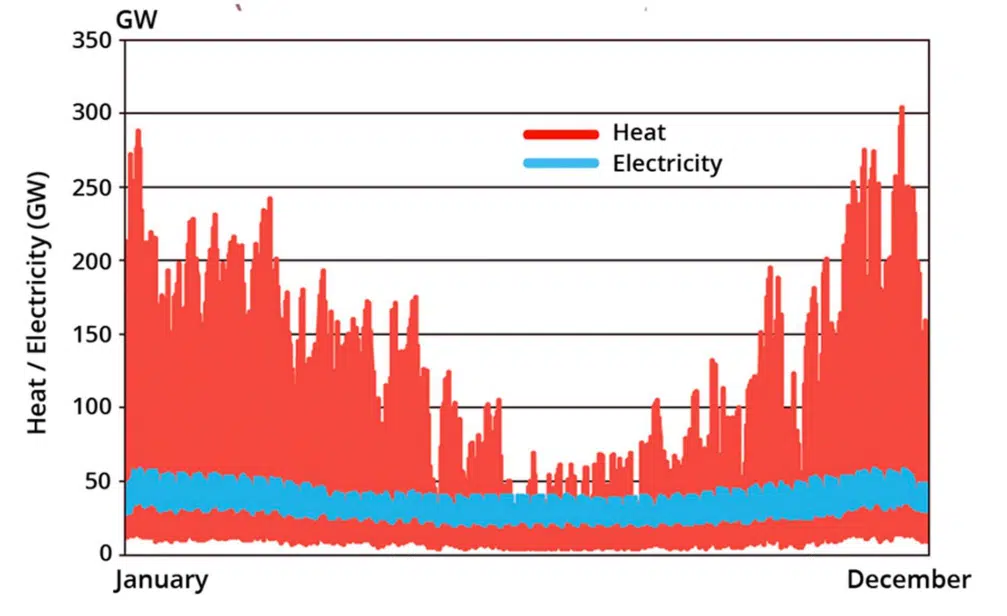 GW
350
300
250
200
150
100
50
0
Heat / Electricity (GW)
Heat
Electricity
January
December